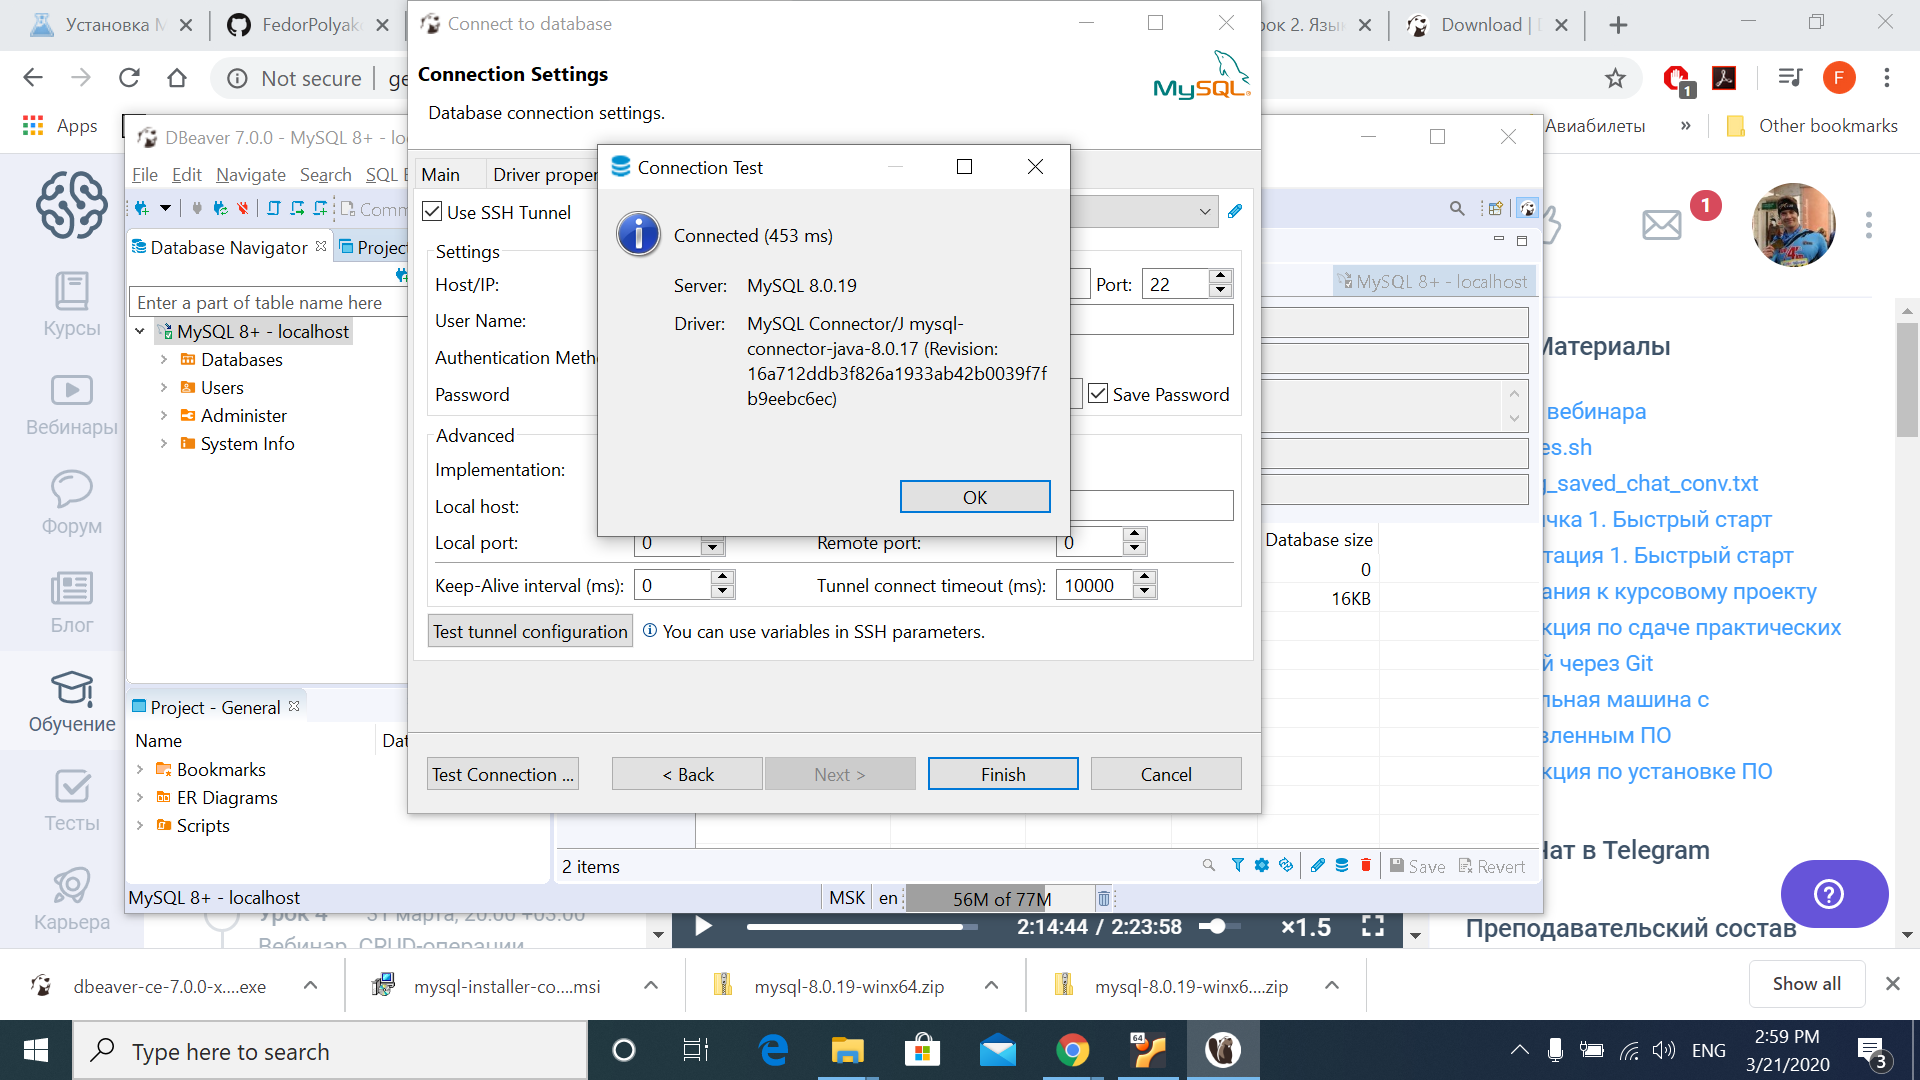 Установка М
FedorPolyak
Connect to database
рок 2. Язы
Download |
Not secure
ge
Connection Settings
Database connection settings.
MySQL
1
F
Apps
Авиабилеты
»
Other bookmarks
DBeaver 7.0.0 - MySQL 8+ - lo
File Edit Navigate Search SQL
Main
Driver proper
Connection Test
Comm
Use SSH Tunnel
Database Navigator
Project
Settings
Connected (453 ms)
1
Host/IP:
Port: 22
Server: MySQL 8.0.19
MySQL 8+ - localhost
Enter a part of table name here
User Name:
Driver: MySQL Connector/J mysql-
connector-java-8.0.17 (Revision:
16a712ddb3f826a1933ab42b0039f7f
b9eebc6ec)
MySQL 8+ - localhost
Databases
Users
Administer
System Info
Authentication Meth
Password
Save Password
Advanced
Implementation:
Local host:
OK
Local port: 0
Remote port: 0
Keep-Alive interval (ms): 0
Tunnel connect timeout (ms): 10000
Test tunnel configuration
You can use variables in SSH parameters.
Test Connection ...
< Back
Next >
Finish
Cancel
Database size
0
16KB
Project - General
Name
Dat
Bookmarks
ER Diagrams
Scripts
2 items
Save
Revert
MySQL 8+ - localhost
MSK
en
56M of 77M
Курсы
Вебинары
Форум
Блог
Обучение
Тесты
Карьера
Материалы
вебинара
es.sh
g_saved_chat_conv.txt
ичка 1. Быстрый старт
тация 1. Быстрый старт
ания к курсовому проекту
кция по сдаче практических
й через Git
льная машина с
вленным ПО
кция по установке ПО
Чат в Telegram
Преподавательский состав
Урок 4 31 марта, 20:00 +03:00
Вебинар. CRUD-операции
2:14:44 / 2:23:58
×1.5
dbeaver-ce-7.0.0-x....exe
mysql-installer-co....msi
mysql-8.0.19-winx64.zip
mysql-8.0.19-winx6....zip
Show all
Type here to search
64
ENG
2:59 PM
3/21/2020
3